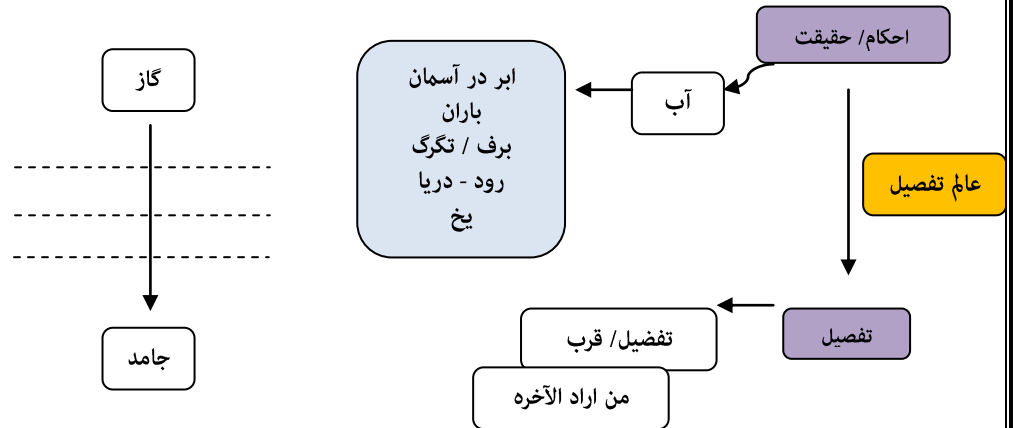 احکام/ حقیقت
آب
ابر در آسمان
باران
برف / تگرگ
رود - دریا
یخ
عالم تفصیل
تفصیل
تفضیل/ قرب
من اراد الآخره
گاز
جامد